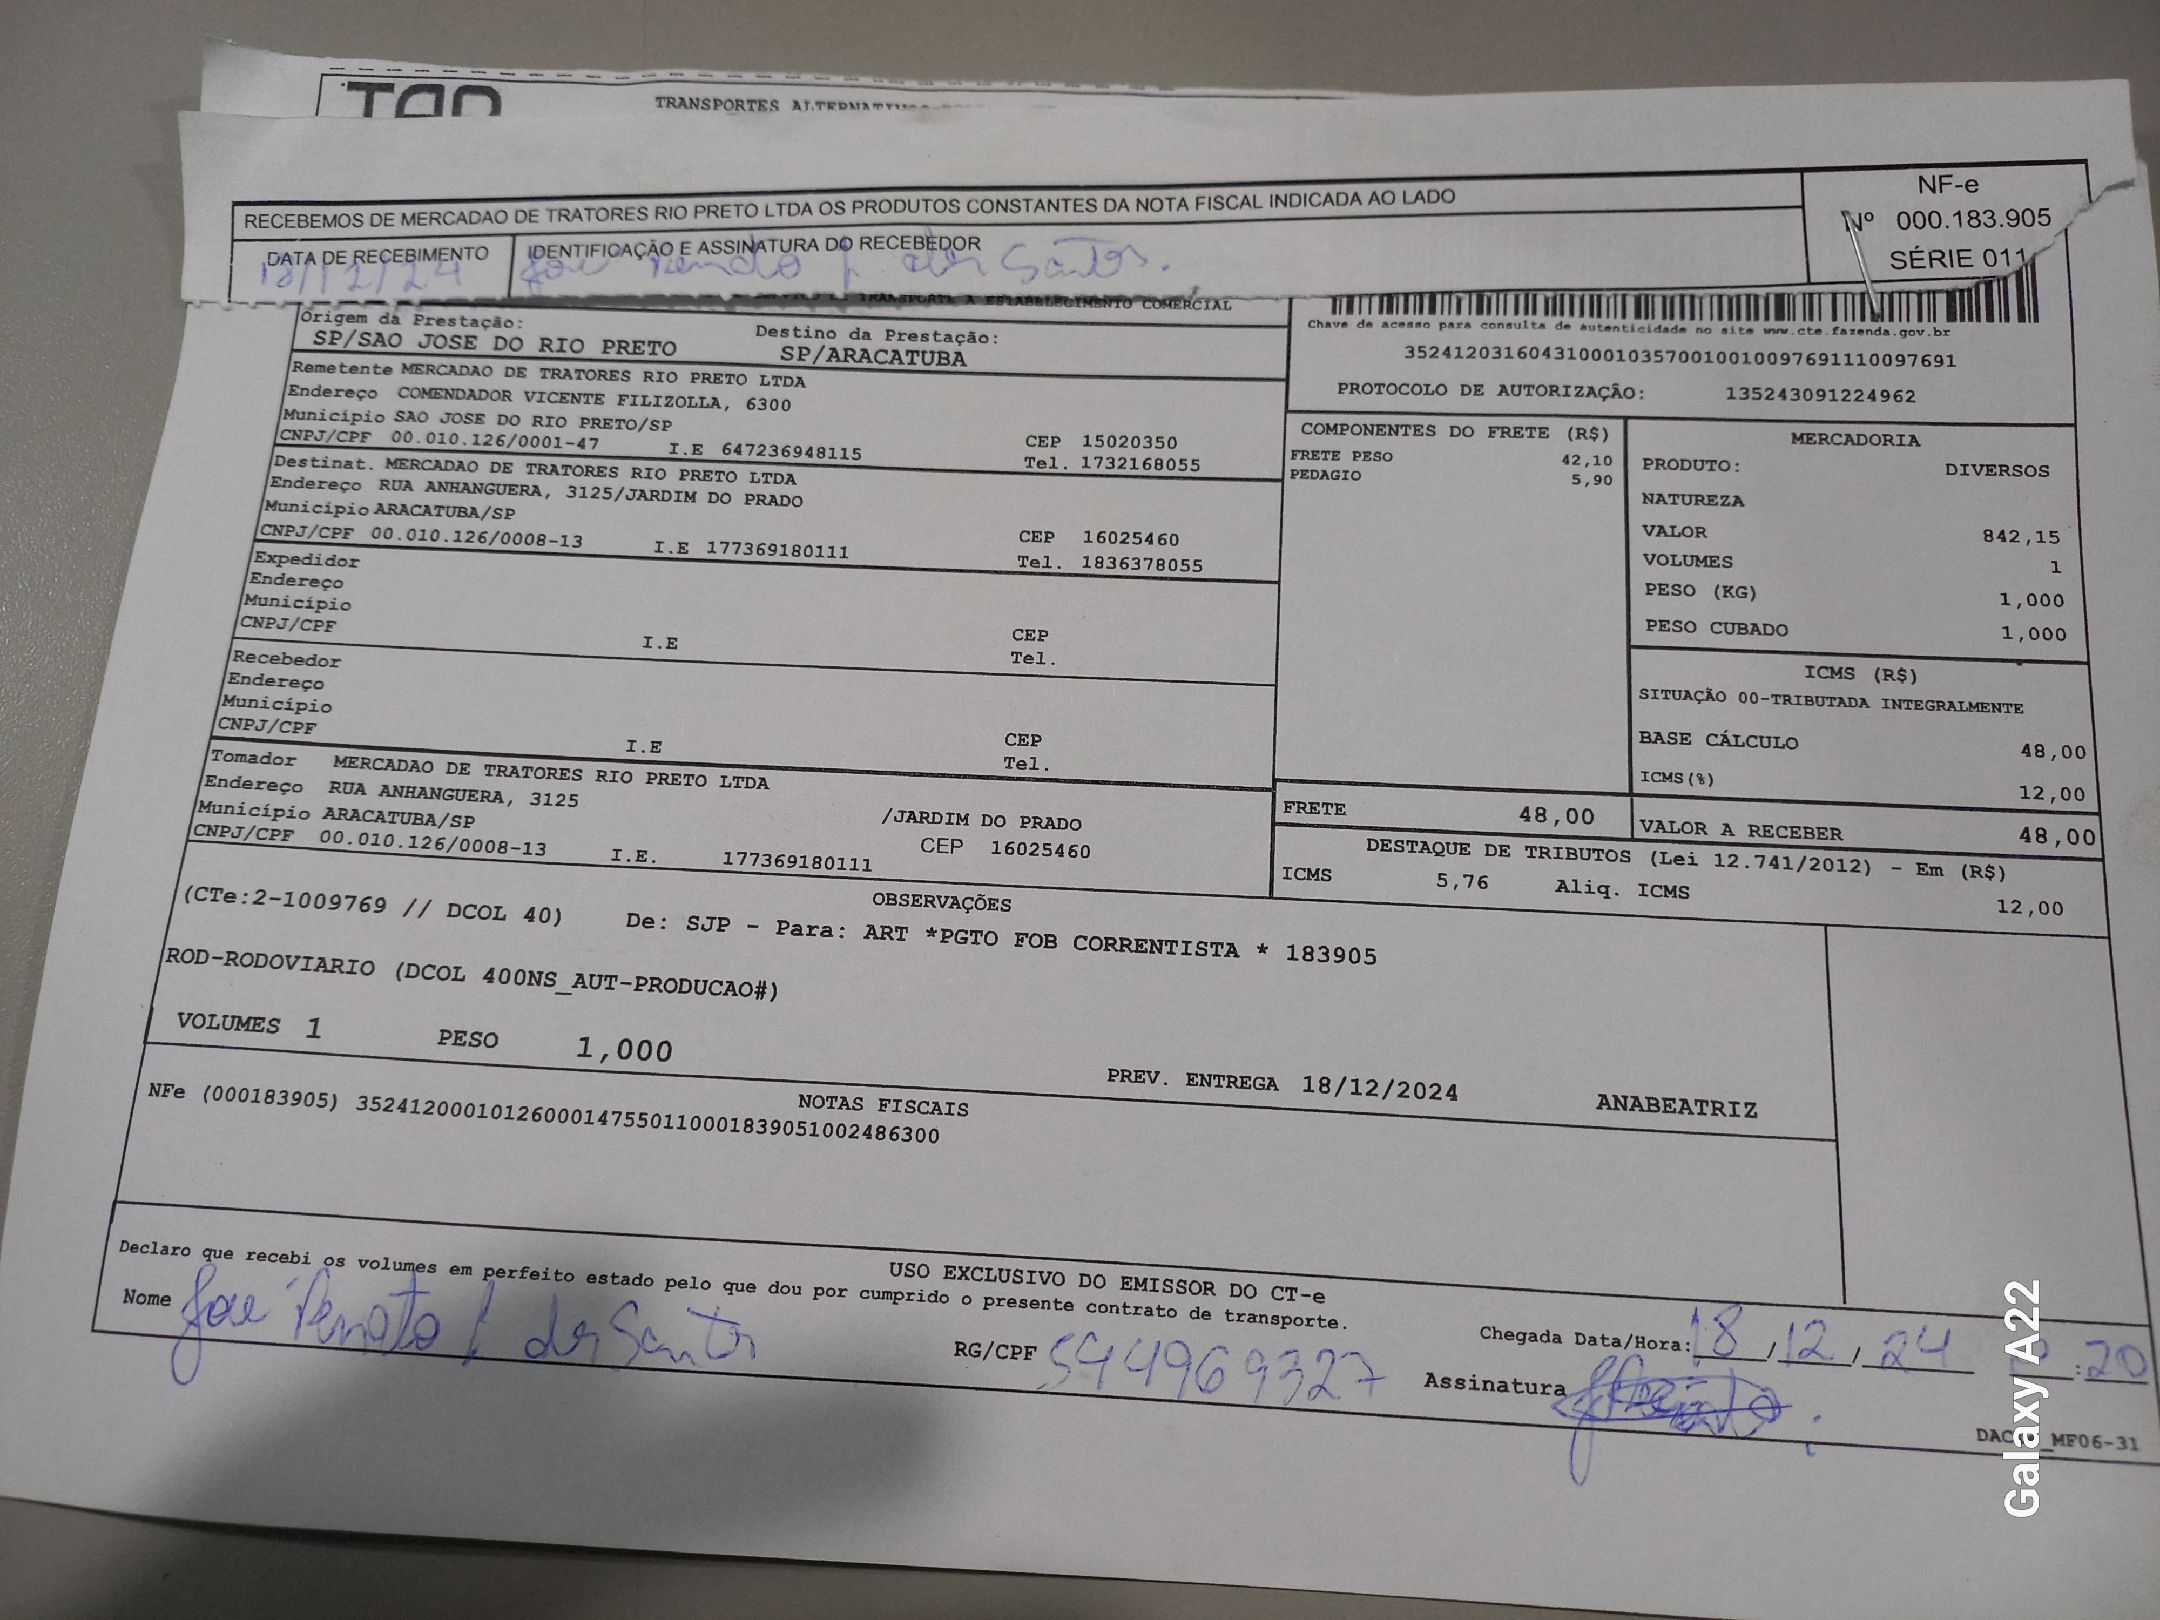 TRANSPORTES
RECEBEMOS DE MERCADAO DE TRATORES RIO PRETO LTDA OS PRODUTOS CONSTANTES DA NOTA FISCAL INDICADA AO LADO
NF-e
Nº 000.183.905
SÉRIE 011
DATA DE RECEBIMENTO
IDENTIFICAÇÃO E ASSINATURA DO RECEBEDOR
18/12/24
dos Santos.
TRANSPORTE A ESTABELECIMENTO COMERCIAL
Origem da Prestação:
Destino da Prestação:
SP/SAO JOSE DO RIO PRETO
SP/ARACATUBA
Remetente MERCADAO DE TRATORES RIO PRETO LTDA
Endereço COMENDADOR VICENTE FILIZOLLA, 6300
Município SAO JOSE DO RIO PRETO/SP
CEP 15020350
CNPJ/CPF 00.010.126/0001-47 I.E 647236948115
Tel. 1732168055
Destinat. MERCADAO DE TRATORES RIO PRETO LTDA
Endereço RUA ANHANGUERA, 3125/JARDIM DO PRADO
Município ARACATUBA/SP
CEP 16025460
CNPJ/CPF 00.010.126/0008-13 I.E 177369180111
Tel. 1836378055
Expedidor
Endereço
Município
CEP
CNPJ/CPF I.E
Tel.
Recebedor
Endereço
Município
CEP
CNPJ/CPF I.E
Tel.
Tomador MERCADAO DE TRATORES RIO PRETO LTDA
Endereço RUA ANHANGUERA, 3125
/JARDIM DO PRADO
Município ARACATUBA/SP
CEP 16025460
CNPJ/CPF 00.010.126/0008-13 I.E. 177369180111
Chave de acesso para consulta de autenticidade no site www.cte.fazenda.gov.br
35241203160431000103570010010097691110097691
PROTOCOLO DE AUTORIZAÇÃO: 135243091224962
COMPONENTES DO FRETE (R$)
FRETE PESO 42,10
PEDAGIO 5,90
MERCADORIA
PRODUTO: DIVERSOS
NATUREZA
VALOR 842,15
VOLUMES 1
PESO (KG) 1,000
PESO CUBADO 1,000
ICMS (R$)
SITUAÇÃO 00-TRIBUTADA INTEGRALMENTE
BASE CÁLCULO 48,00
ICMS(%) 12,00
FRETE 48,00
VALOR A RECEBER 48,00
DESTAQUE DE TRIBUTOS (Lei 12.741/2012) - Em (R$)
ICMS 5,76 Aliq. ICMS 12,00
OBSERVAÇÕES
(CTe:2-1009769 // DCOL 40) De: SJP - Para: ART *PGTO FOB CORRENTISTA * 183905
ROD-RODOVIARIO (DCOL 400NS_AUT-PRODUCAO#)
VOLUMES 1 PESO 1,000
PREV. ENTREGA 18/12/2024 ANABEATRIZ
NOTAS FISCAIS
NFe (000183905) 35241200010126000147550110001839051002486300
USO EXCLUSIVO DO EMISSOR DO CT-e
Declaro que recebi os volumes em perfeito estado pelo que dou por cumprido o presente contrato de transporte.
Nome José Renato dos Santos
RG/CPF 544969327
Chegada Data/Hora: 18/12/24 :20
Assinatura
MF06-31
Galaxy A22